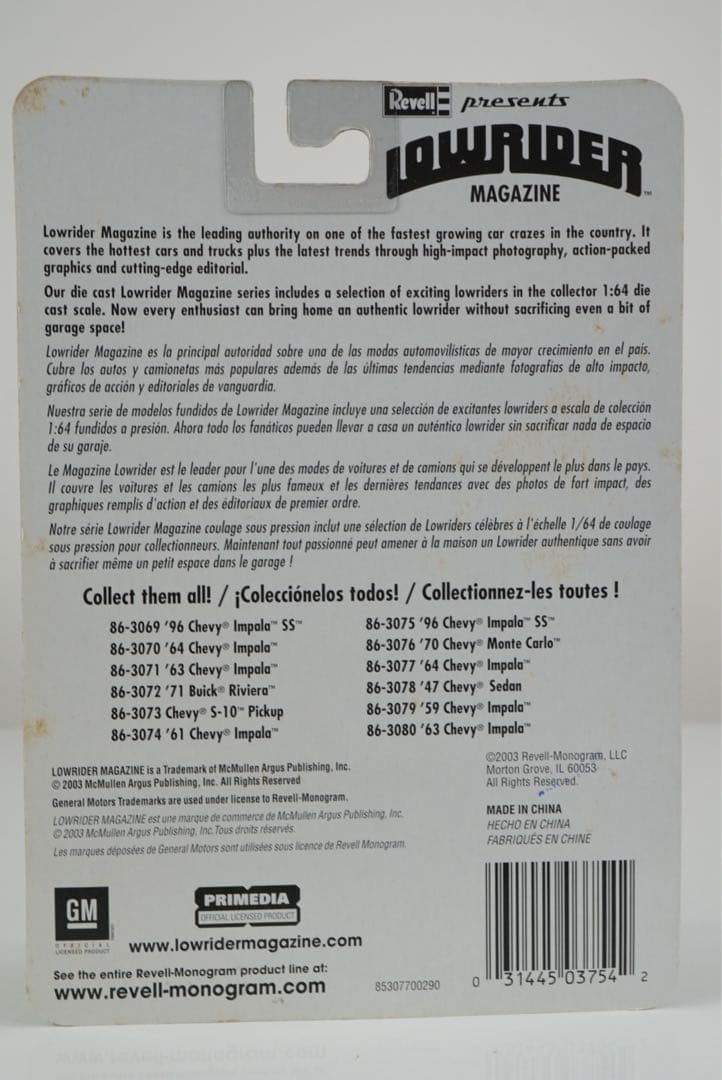 Revell presents
LOWRIDER™
MAGAZINE
Lowrider Magazine is the leading authority on one of the fastest growing car crazes in the country. It
covers the hottest cars and trucks plus the latest trends through high-impact photography, action-packed
graphics and cutting-edge editorial.
Our die cast Lowrider Magazine series includes a selection of exciting lowriders in the collector 1:64 die
cast scale. Now every enthusiast can bring home an authentic lowrider without sacrificing even a bit of
garage space!
Lowrider Magazine es la principal autoridad sobre una de las modas automovilísticas de mayor crecimiento en el país.
Cubre los autos y camionetas más populares además de las últimas tendencias mediante fotografías de alto impacto,
gráficos de acción y editoriales de vanguardia.
Nuestra serie de modelos fundidos de Lowrider Magazine incluye una selección de excitantes lowriders a escala de colección
1:64 fundidos a presión. Ahora todo los fanáticos pueden llevar a casa un auténtico lowrider sin sacrificar nada de espacio
de su garaje.
Le Magazine Lowrider est le leader pour l'une des modes de voitures et de camions qui se développent le plus dans le pays.
Il couvre les voitures et les camions les plus fameux et les dernières tendances avec des photos de fort impact, des
graphiques remplis d'action et des éditoriaux de premier ordre.
Notre série Lowrider Magazine coulage sous pression inclut une sélection de Lowriders célèbres à l'échelle 1/64 de coulage
sous pression pour collectionneurs. Maintenant tout passionné peut amener à la maison un Lowrider authentique sans avoir
à sacrifier même un petit espace dans le garage !
Collect them all! / ¡Colecciónelos todos! / Collectionnez-les toutes !
86-3069 '96 Chevy® Impala™ SS™
86-3070 '64 Chevy® Impala™
86-3071 '63 Chevy® Impala™
86-3072 '71 Buick® Riviera™
86-3073 Chevy® S-10™ Pickup
86-3074 '61 Chevy® Impala™
86-3075 '96 Chevy® Impala™ SS™
86-3076 '70 Chevy® Monte Carlo™
86-3077 '64 Chevy® Impala™
86-3078 '47 Chevy® Sedan
86-3079 '59 Chevy® Impala™
86-3080 '63 Chevy® Impala™
LOWRIDER MAGAZINE is a Trademark of McMullen Argus Publishing, Inc.
© 2003 McMullen Argus Publishing, Inc. All Rights Reserved
General Motors Trademarks are used under license to Revell-Monogram.
LOWRIDER MAGAZINE est une marque de commerce de McMullen Argus Publishing, Inc.
© 2003 McMullen Argus Publishing, Inc. Tous droits réservés.
Les marques déposées de General Motors sont utilisées sous licence de Revell Monogram.
©2003 Revell-Monogram, LLC
Morton Grove, IL 60053
All Rights Reserved.
MADE IN CHINA
HECHO EN CHINA
FABRIQUÉS EN CHINE
GM
OFFICIAL
LICENSED PRODUCT
PRIMEDIA
OFFICIAL LICENSED PRODUCT
www.lowridermagazine.com
See the entire Revell-Monogram product line at:
www.revell-monogram.com
85307700290
0 31445 03754 2